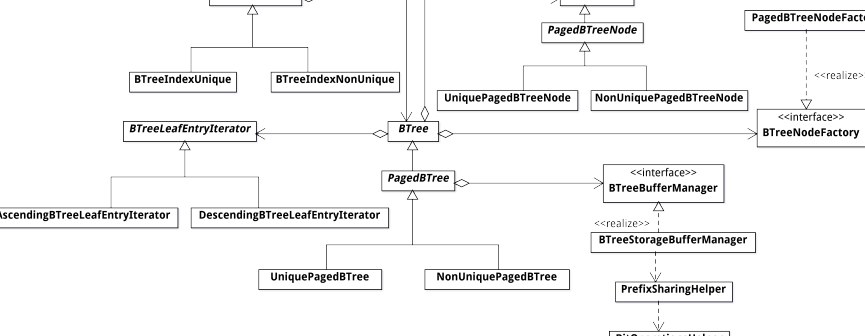 PagedBTreeNodeFact
PagedBTreeNode
BTreeIndexUnique
BTreeIndexNonUnique
<<realize>
UniquePagedBTreeNode
NonUniquePagedBTreeNode
<<interface>>
BTreeNodeFactory
BTreeLeafEntryIterator
BTree
<<interface>>
BTreeBufferManager
PagedBTree
AscendingBTreeLeafEntryIterator
DescendingBTreeLeafEntryIterator
<<realize>>
BTreeStorageBufferManager
UniquePagedBTree
NonUniquePagedBTree
PrefixSharingHelper